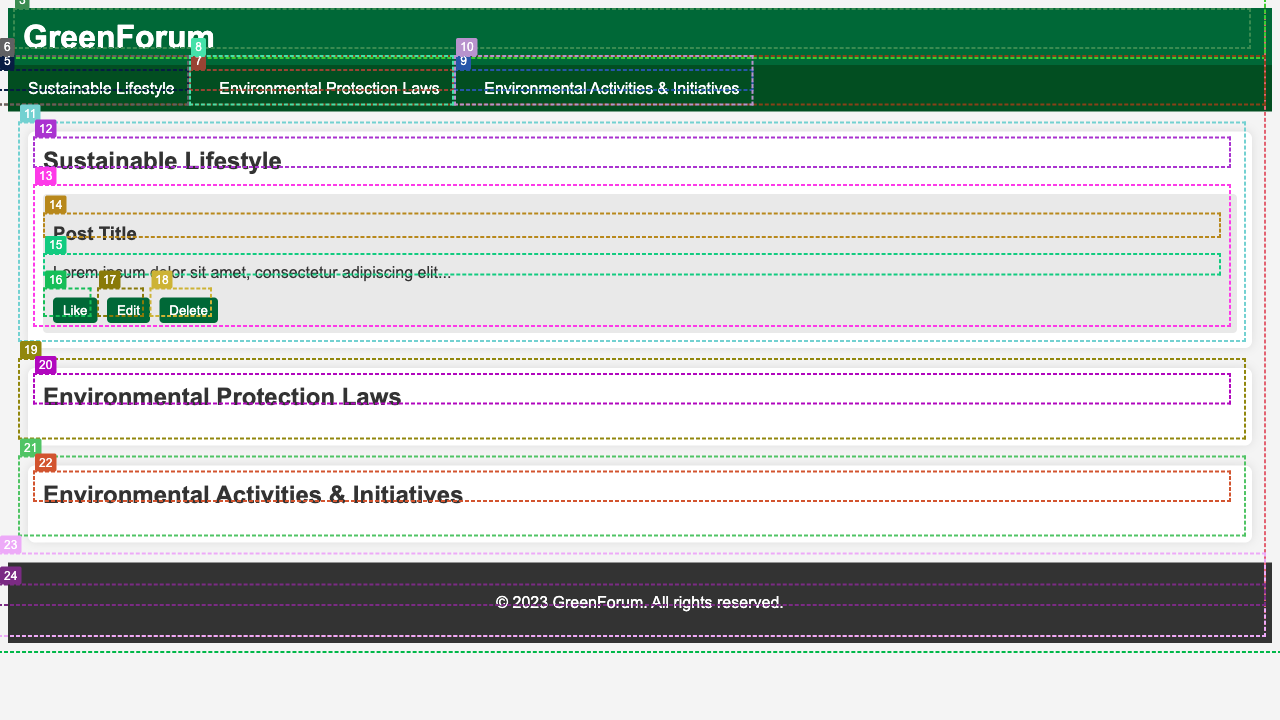 3
GreenForum
6
8
10
5
7
9
Sustainable Lifestyle
Environmental Protection Laws
Environmental Activities & Initiatives
11
12
Sustainable Lifestyle
13
14
Post Title
15
Lorem ipsum dolor sit amet, consectetur adipiscing elit...
16
17
18
Like
Edit
Delete
19
20
Environmental Protection Laws
21
22
Environmental Activities & Initiatives
23
24
© 2023 GreenForum. All rights reserved.